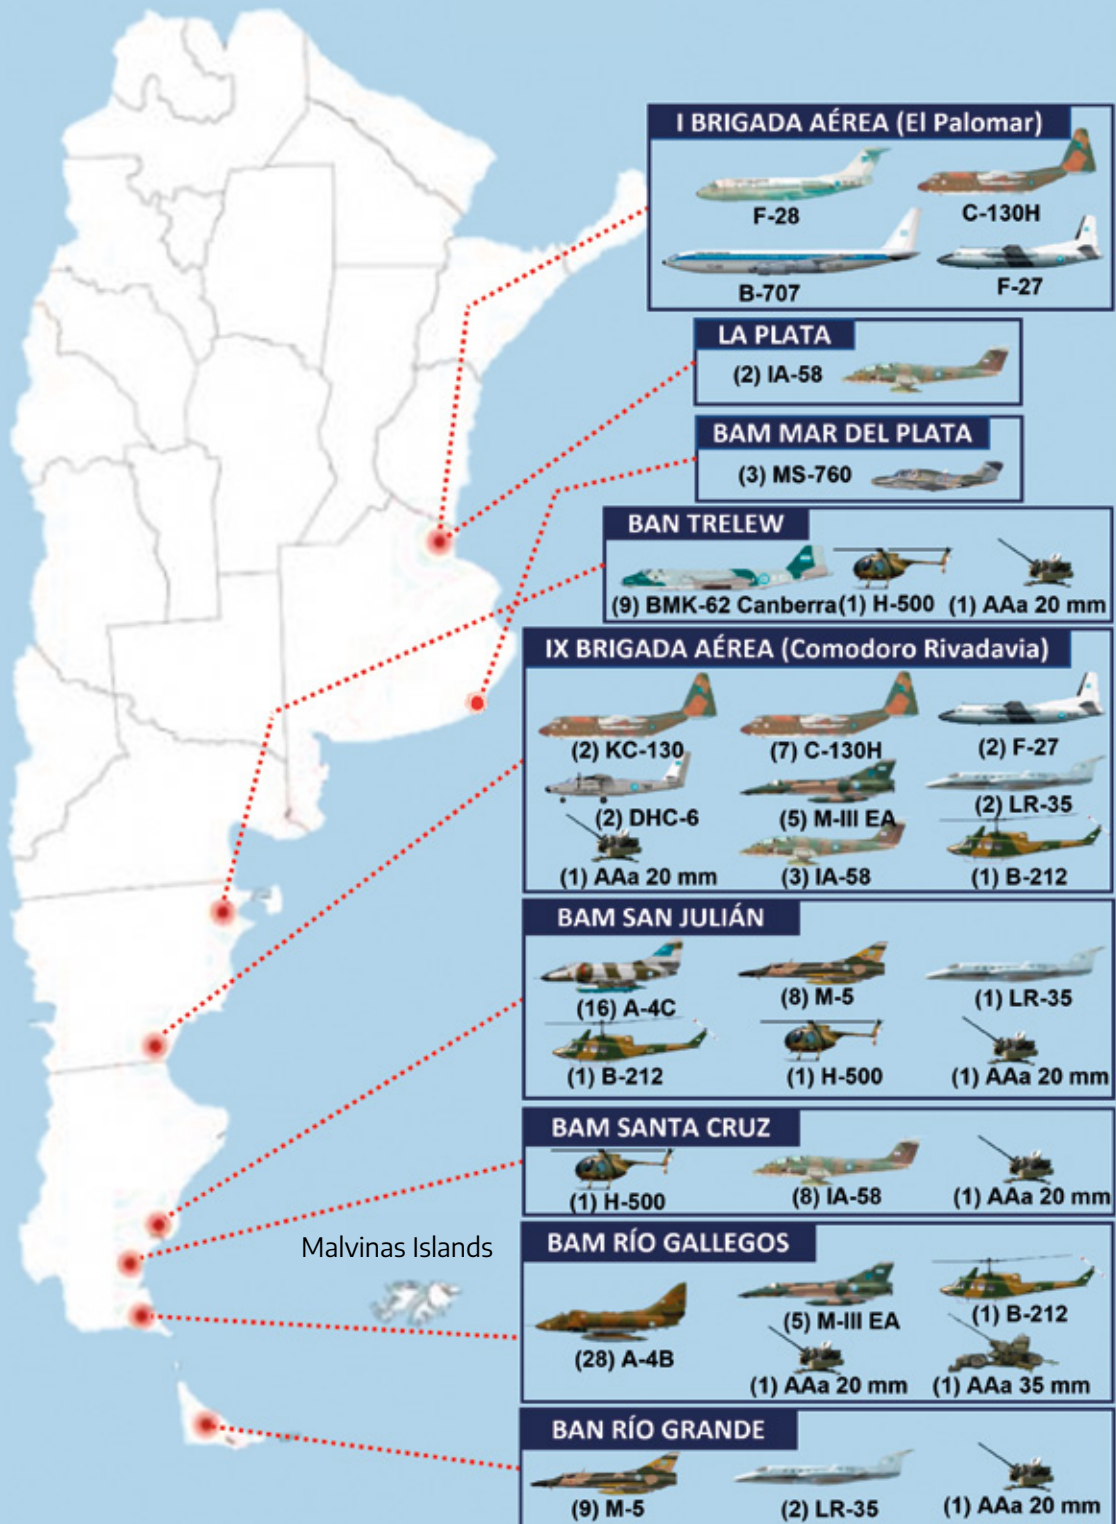 I BRIGADA AÉREA (El Palomar)
F-28
C-130H
B-707
F-27
LA PLATA
(2) IA-58
BAM MAR DEL PLATA
(3) MS-760
BAN TRELEW
(9) BMK-62 Canberra
(1) H-500
(1) AAa 20 mm
IX BRIGADA AÉREA (Comodoro Rivadavia)
(2) KC-130
(7) C-130H
(2) F-27
(2) DHC-6
(5) M-III EA
(2) LR-35
(1) AAa 20 mm
(3) IA-58
(1) B-212
BAM SAN JULIÁN
(16) A-4C
(8) M-5
(1) LR-35
(1) B-212
(1) H-500
(1) AAa 20 mm
BAM SANTA CRUZ
(1) H-500
(8) IA-58
(1) AAa 20 mm
Malvinas Islands
BAM RÍO GALLEGOS
(28) A-4B
(5) M-III EA
(1) B-212
(1) AAa 20 mm
(1) AAa 35 mm
BAN RÍO GRANDE
(9) M-5
(2) LR-35
(1) AAa 20 mm